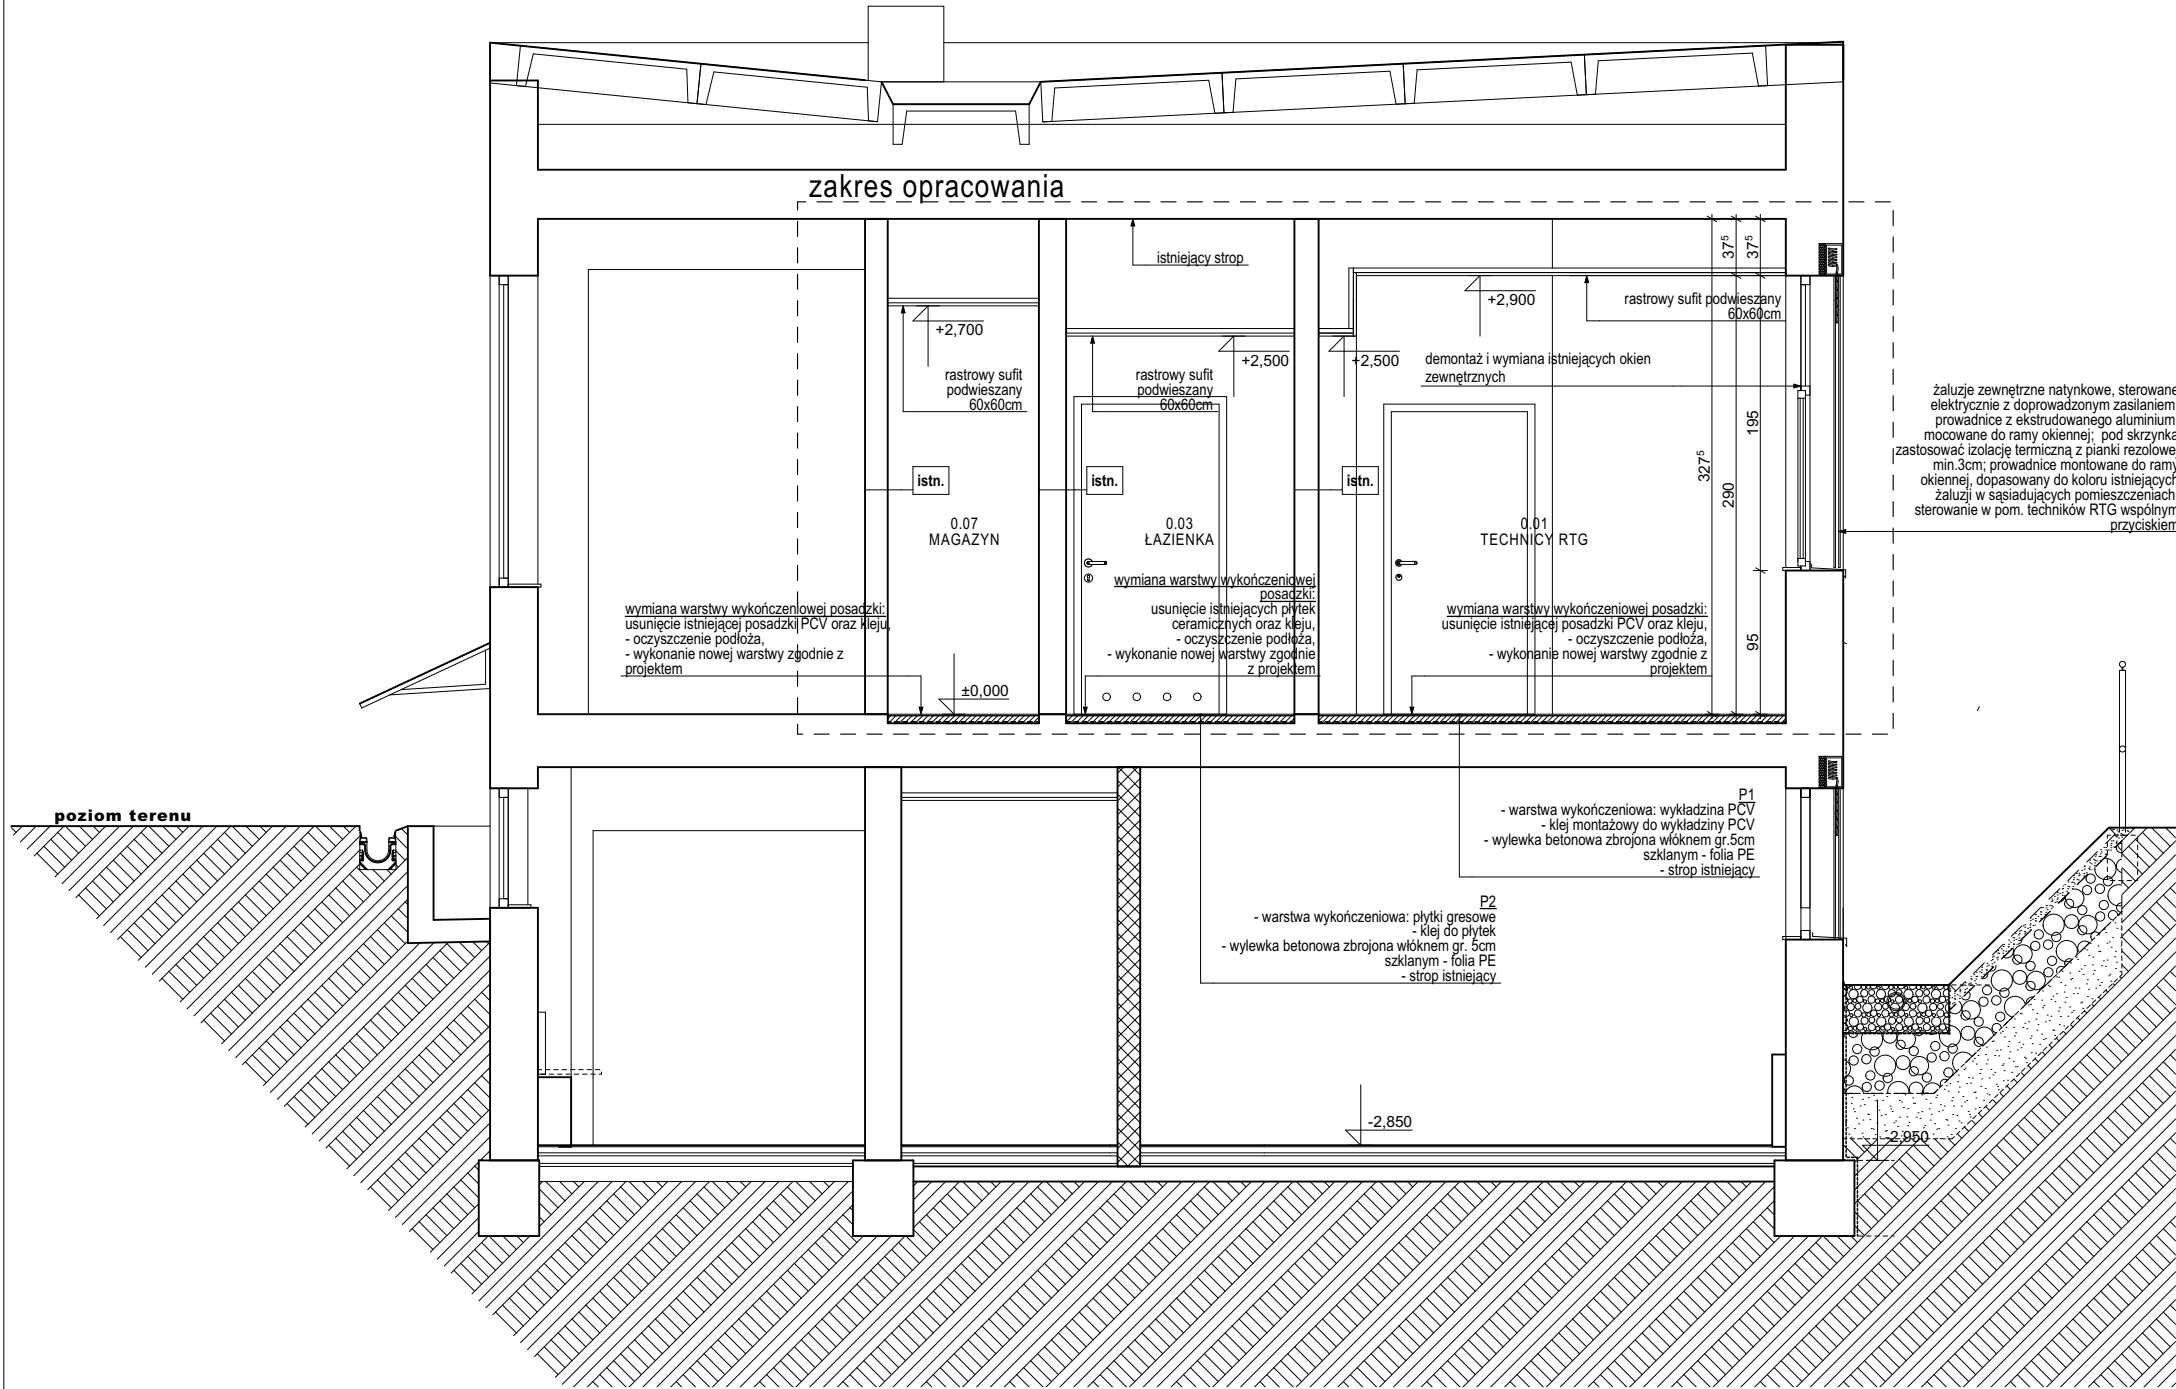 zakres opracowania
istniejący strop
37⁵
37⁵
+2,900
rastrowy sufit podwieszany
60x60cm
+2,700
+2,500
+2,500
rastrowy sufit
podwieszany
60x60cm
rastrowy sufit
podwieszany
60x60cm
demontaż i wymiana istniejących okien
zewnętrznych
żaluzje zewnętrzne natynkowe, sterowane
elektrycznie z doprowadzonym zasilaniem
prowadnice z ekstrudowanego aluminium
mocowane do ramy okiennej; pod skrzynka
zastosować izolację termiczną z pianki rezolowej
min.3cm; prowadnice montowane do ramy
okiennej, dopasowany do koloru istniejących
żaluzji w sąsiadujących pomieszczeniach
sterowanie w pom. techników RTG wspólnym
przyciskiem
195
327⁵
290
95
istn.
istn.
istn.
0.07
MAGAZYN
0.03
ŁAZIENKA
0.01
TECHNICY RTG
wymiana warstwy wykończeniowej posadzki:
usunięcie istniejącej posadzki PCV oraz kleju,
- oczyszczenie podłoża,
- wykonanie nowej warstwy zgodnie z
projektem
wymiana warstwy wykończeniowej
posadzki:
usunięcie istniejących płytek
ceramicznych oraz kleju,
- oczyszczenie podłoża,
- wykonanie nowej warstwy zgodnie
z projektem
wymiana warstwy wykończeniowej posadzki:
usunięcie istniejącej posadzki PCV oraz kleju,
- oczyszczenie podłoża,
- wykonanie nowej warstwy zgodnie z
projektem
±0,000
poziom terenu
P1
- warstwa wykończeniowa: wykładzina PCV
- klej montażowy do wykładziny PCV
- wylewka betonowa zbrojona włóknem gr.5cm
szklanym - folia PE
- strop istniejący
P2
- warstwa wykończeniowa: płytki gresowe
- klej do płytek
- wylewka betonowa zbrojona włóknem gr. 5cm
szklanym - folia PE
- strop istniejący
-2,850
-2,950